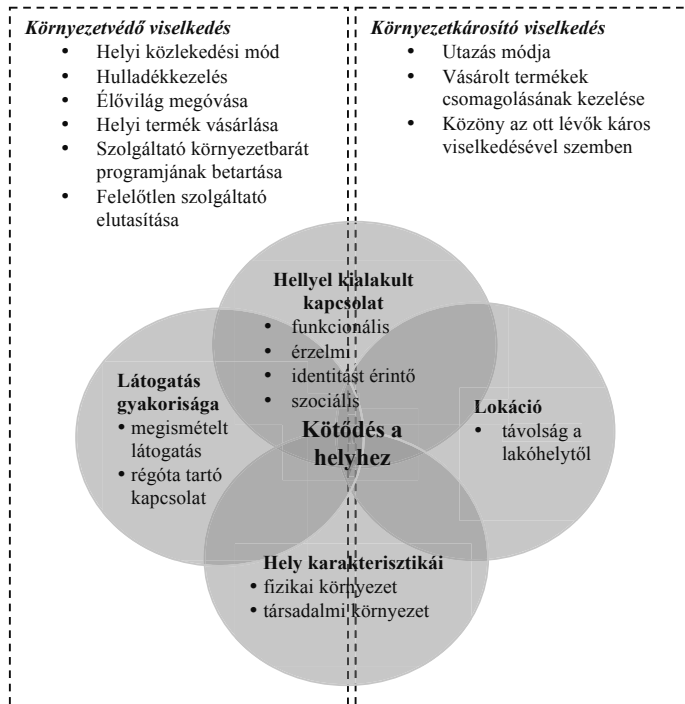 Környezetvédő viselkedés
• Helyi közlekedési mód
• Hulladékkezelés
• Élővilág megóvása
• Helyi termék vásárlása
• Szolgáltató környezetbarát
programjának betartása
• Felelőtlen szolgáltató
elutasítása
Környezetkárosító viselkedés
• Utazás módja
• Vásárolt termékek
csomagolásának kezelése
• Közöny az ott lévők káros
viselkedésével szemben
Hellyel kialakult
kapcsolat
• funkcionális
• érzelmi
• identitást érintő
• szociális
Látogatás
gyakorisága
• megismételt
látogatás
• régóta tartó
kapcsolat
Kötődés a
helyhez
Lokáció
• távolság a
lakóhelytől
Hely karakterisztikái
• fizikai környezet
• társadalmi környezet